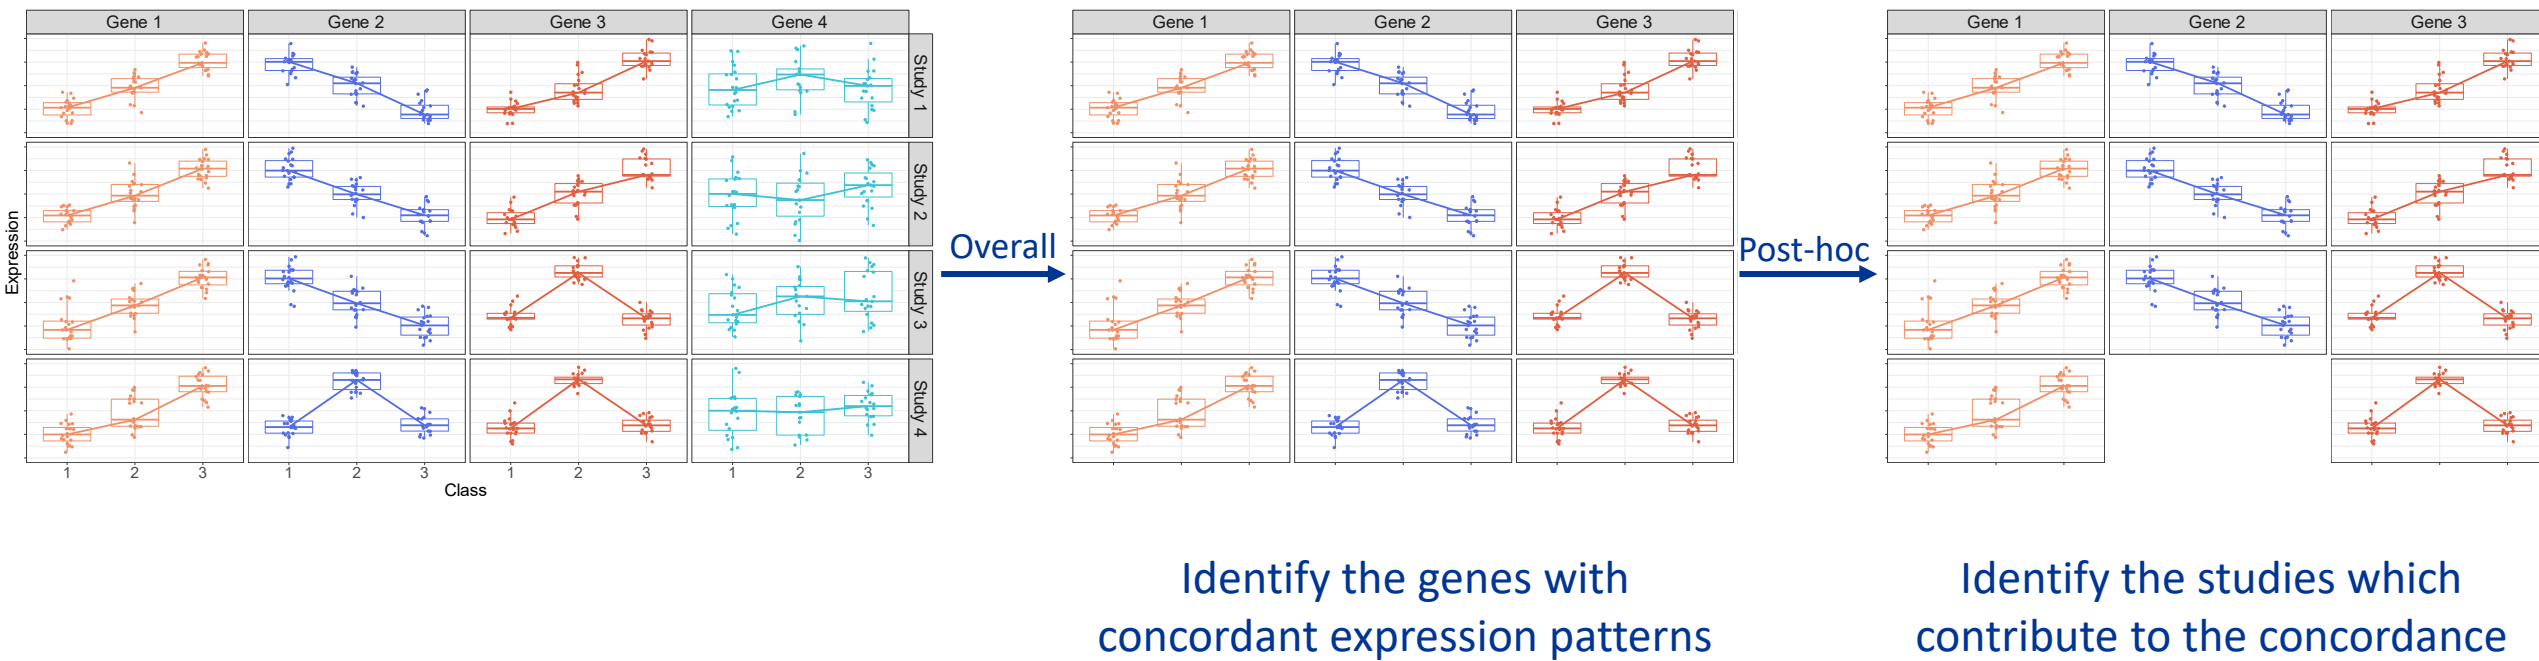 Gene 1 Gene 2 Gene 3 Gene 4
Study 1
Study 2
Study 3
Study 4
Expression
1 2 3 1 2 3 1 2 3 1 2 3
Class
Overall
Gene 1 Gene 2 Gene 3
Identify the genes with
concordant expression patterns
Post-hoc
Gene 1 Gene 2 Gene 3
Identify the studies which
contribute to the concordance